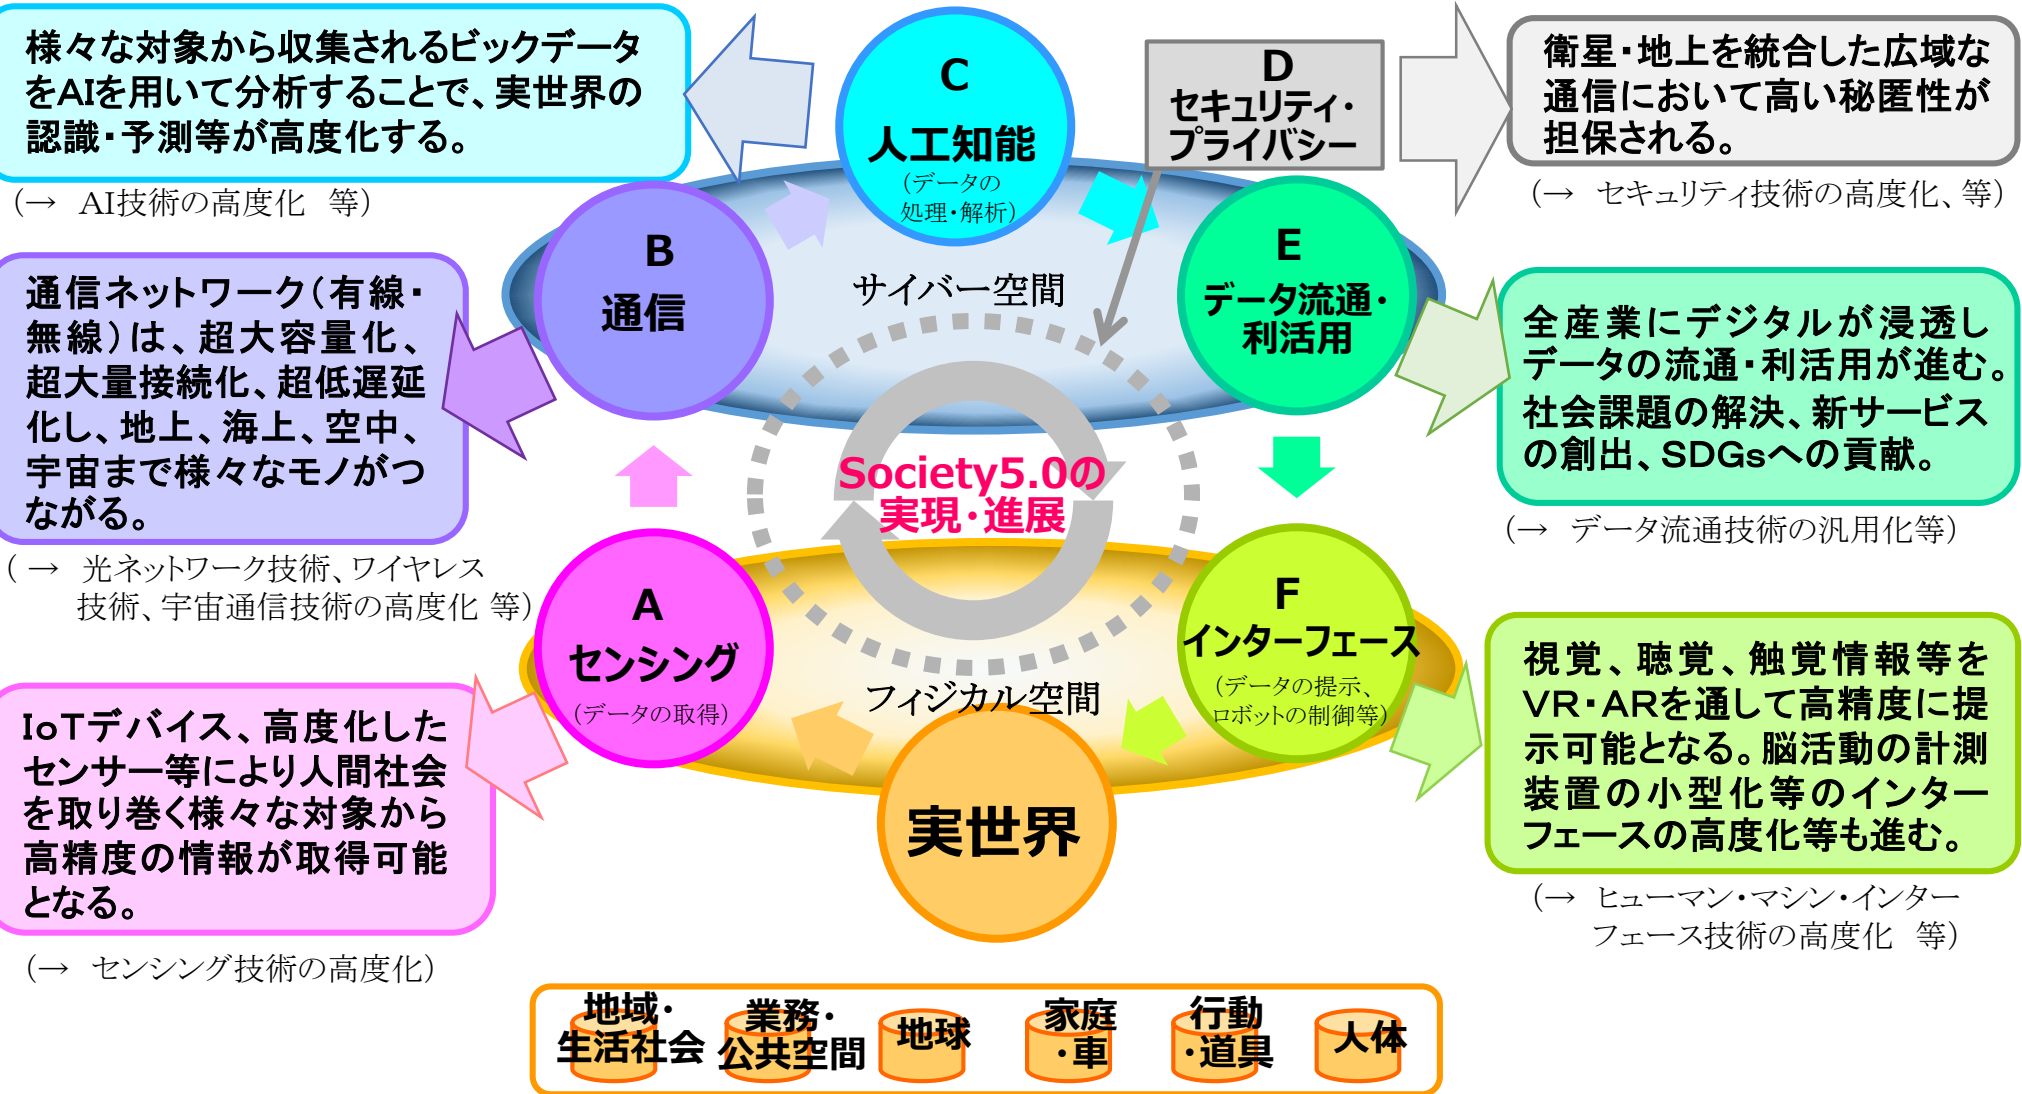 様々な対象から収集されるビックデータ
をAIを用いて分析することで、実世界の
認識・予測等が高度化する。
（→　AI技術の高度化　等）
通信ネットワーク（有線・
無線）は、超大容量化、
超大量接続化、超低遅延
化し、地上、海上、空中、
宇宙まで様々なモノがつ
ながる。
（ →　光ネットワーク技術、ワイヤレス
技術、宇宙通信技術の高度化 等）
IoTデバイス、高度化した
センサー等により人間社会
を取り巻く様々な対象から
高精度の情報が取得可能
となる。
（→　センシング技術の高度化）
C
人工知能
（データの
処理・解析）
D
セキュリティ・
プライバシー
B
通信
E
データ流通・
利活用
サイバー空間
Society5.0の
実現・進展
A
センシング
（データの取得）
F
インターフェース
（データの提示、
ロボットの制御等）
フィジカル空間
実世界
衛星・地上を統合した広域な
通信において高い秘匿性が
担保される。
（→　セキュリティ技術の高度化、等）
全産業にデジタルが浸透し
データの流通・利活用が進む。
社会課題の解決、新サービス
の創出、SDGsへの貢献。
（→　データ流通技術の汎用化等）
視覚、聴覚、触覚情報等を
VR・ARを通して高精度に提
示可能となる。脳活動の計測
装置の小型化等のインター
フェースの高度化等も進む。
（→　ヒューマン・マシン・インター
フェース技術の高度化　等）
地域・
生活社会
業務・
公共空間
地球
家庭
・車
行動
・道具
人体